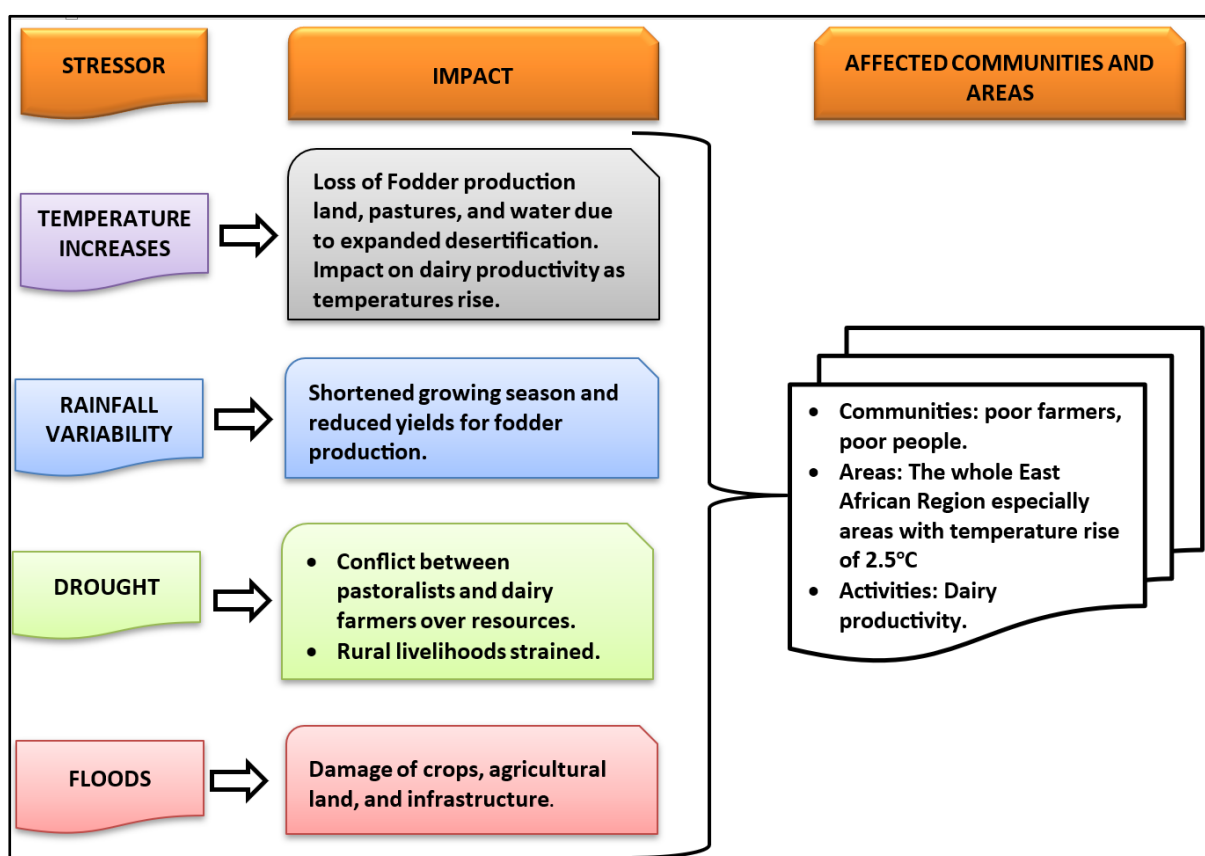 STRESSOR
IMPACT
AFFECTED COMMUNITIES AND
AREAS
TEMPERATURE
INCREASES
Loss of Fodder production
land, pastures, and water due
to expanded desertification.
Impact on dairy productivity as
temperatures rise.
RAINFALL
VARIABILITY
Shortened growing season and
reduced yields for fodder
production.
DROUGHT
• Conflict between
pastoralists and dairy
farmers over resources.
• Rural livelihoods strained.
FLOODS
Damage of crops, agricultural
land, and infrastructure.
• Communities: poor farmers,
poor people.
• Areas: The whole East
African Region especially
areas with temperature rise
of 2.5°C
• Activities: Dairy
productivity.